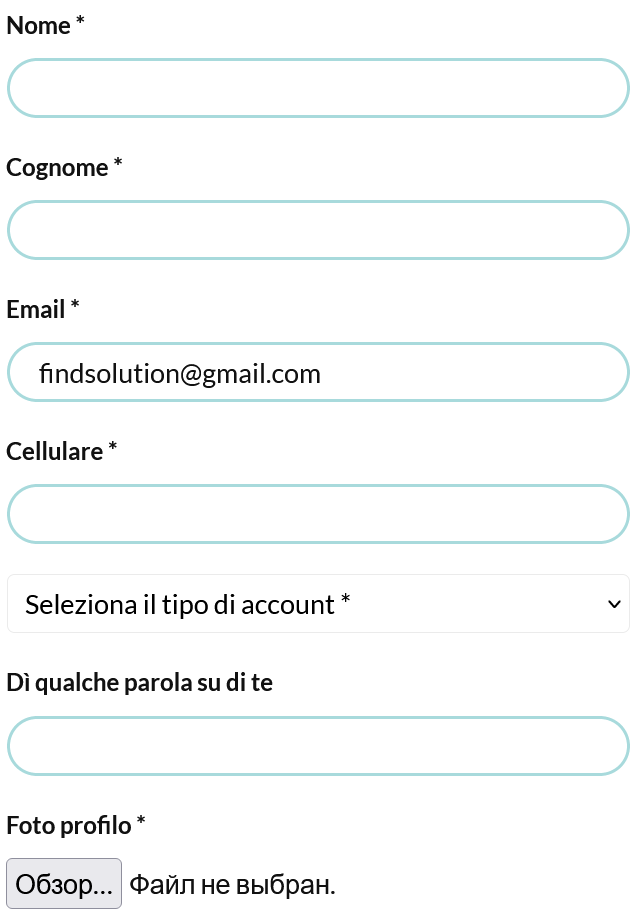 Nome *
Cognome *
Email *
findsolution@gmail.com
Cellulare *
Seleziona il tipo di account *
Dì qualche parola su di te
Foto profilo *
Обзор... Файл не выбран.